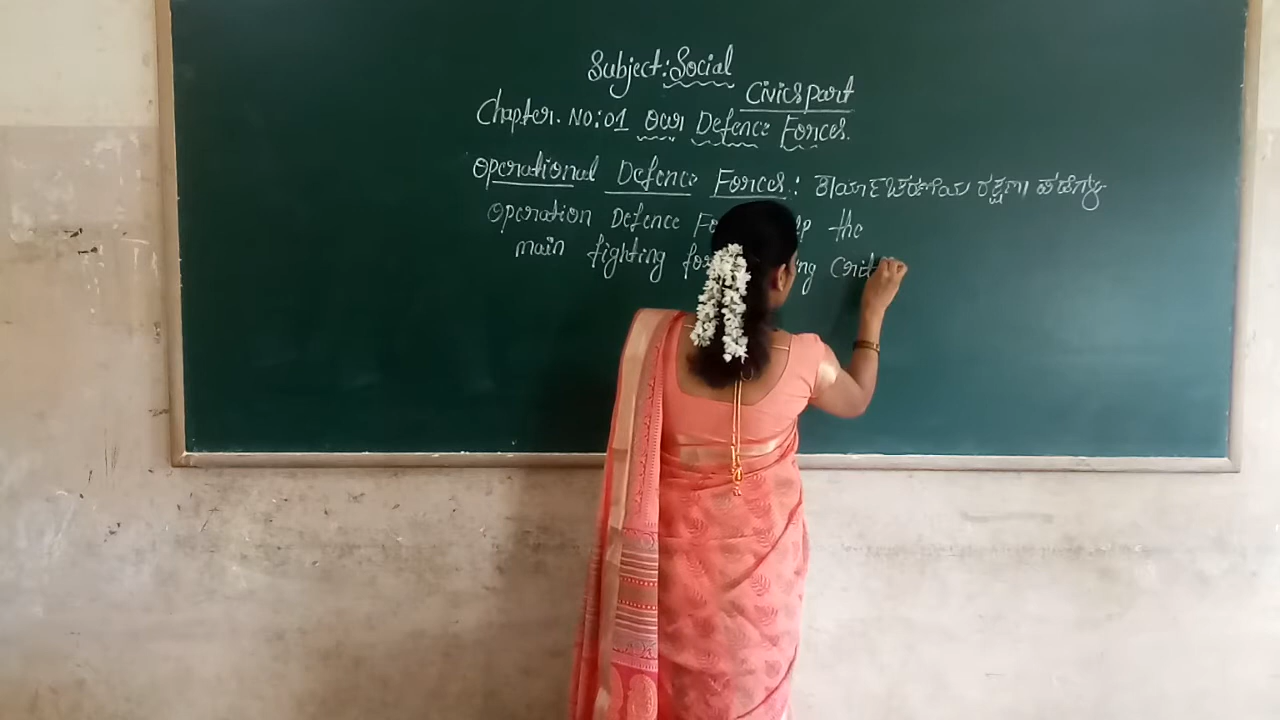 Subject: Social
Civics part
Chapter. No: 01 Our Defence Forces.
Operational Defence Forces: ಕಾರ್ಯಾಚರಣೆಯ ರಕ್ಷಣಾ ಪಡೆಗಳು
Operation Defence the
main fighting